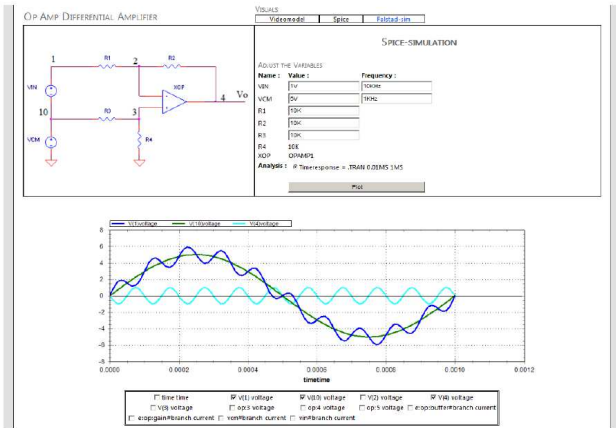 VISUALS
OP AMP DIFFERENTIAL AMPLIFIER
Videomodel Spice Falstad-sim
SPICE-SIMULATION
ADJUST THE VARIABLES
Name : Value : Frequency :
VIN 1V 10KHz
VCM 5V 1KHz
R1 10K
R2 10K
R3 10K
R4 10K
XOP OPAMP1
Analysis : Timeresponse = .TRAN 0.01MS 1MS
Plot
1 R1 2 R2
VIN XOP 4 Vo
10 R3 3
VCM R4
V(1)voltage V(10)voltage V(4)voltage
8
6
4
2
0
-2
-4
-6
-8
0.0000 0.0002 0.0004 0.0006 0.0008 0.0010 0.0012
timetime
time time V(1) voltage V(10) voltage V(2) voltage V(4) voltage
V(3) voltage op:3 voltage op:4 voltage op:5 voltage e:op:buffer#branch current
e:op:gain#branch current vcm#branch current vin#branch current